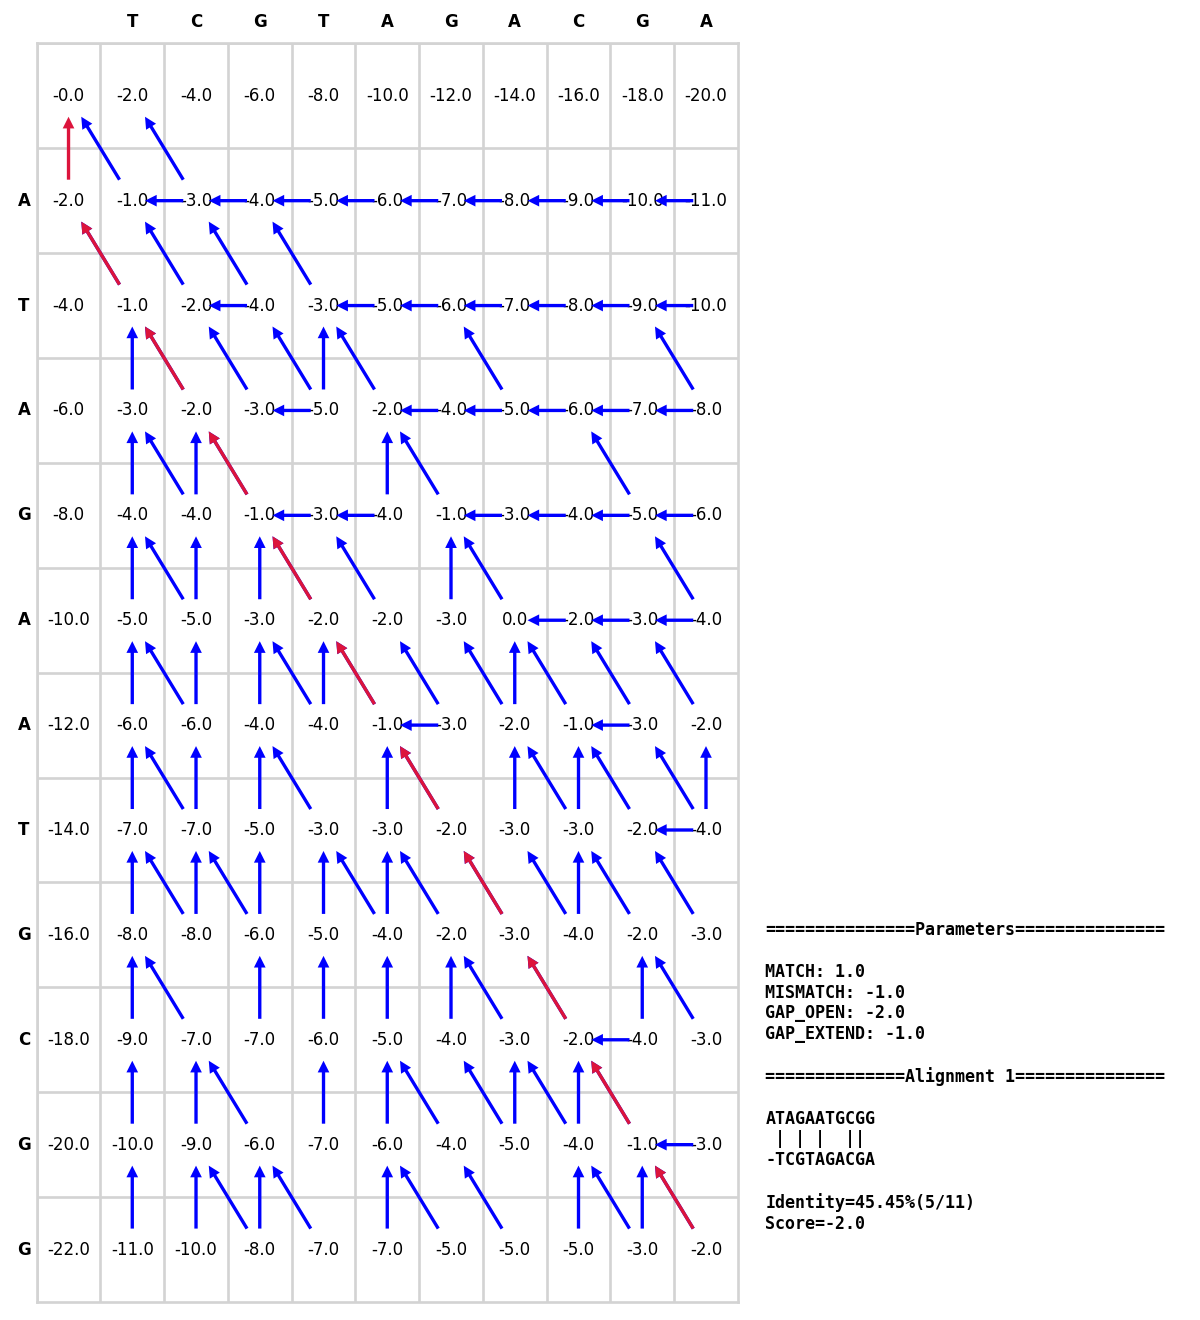 T C G T A G A C G A
-0.0 -2.0 -4.0 -6.0 -8.0 -10.0 -12.0 -14.0 -16.0 -18.0 -20.0
A -2.0 -1.0 -3.0 -4.0 -5.0 -6.0 -7.0 -8.0 -9.0 -10.0 -11.0
T -4.0 -1.0 -2.0 -4.0 -3.0 -5.0 -6.0 -7.0 -8.0 -9.0 -10.0
A -6.0 -3.0 -2.0 -3.0 -5.0 -2.0 -4.0 -5.0 -6.0 -7.0 -8.0
G -8.0 -4.0 -4.0 -1.0 -3.0 -4.0 -1.0 -3.0 -4.0 -5.0 -6.0
A -10.0 -5.0 -5.0 -3.0 -2.0 -2.0 -3.0 0.0 -2.0 -3.0 -4.0
A -12.0 -6.0 -6.0 -4.0 -4.0 -1.0 -3.0 -2.0 -1.0 -3.0 -2.0
T -14.0 -7.0 -7.0 -5.0 -3.0 -3.0 -2.0 -3.0 -3.0 -2.0 -4.0
G -16.0 -8.0 -8.0 -6.0 -5.0 -4.0 -2.0 -3.0 -4.0 -2.0 -3.0
C -18.0 -9.0 -7.0 -7.0 -6.0 -5.0 -4.0 -3.0 -2.0 -4.0 -3.0
G -20.0 -10.0 -9.0 -6.0 -7.0 -6.0 -4.0 -5.0 -4.0 -1.0 -3.0
G -22.0 -11.0 -10.0 -8.0 -7.0 -7.0 -5.0 -5.0 -5.0 -3.0 -2.0
===============Parameters===============
MATCH: 1.0
MISMATCH: -1.0
GAP_OPEN: -2.0
GAP_EXTEND: -1.0
==============Alignment 1===============
ATAGAATGCGG
 | | |  ||
-TCGTAGACGA
Identity=45.45%(5/11)
Score=-2.0